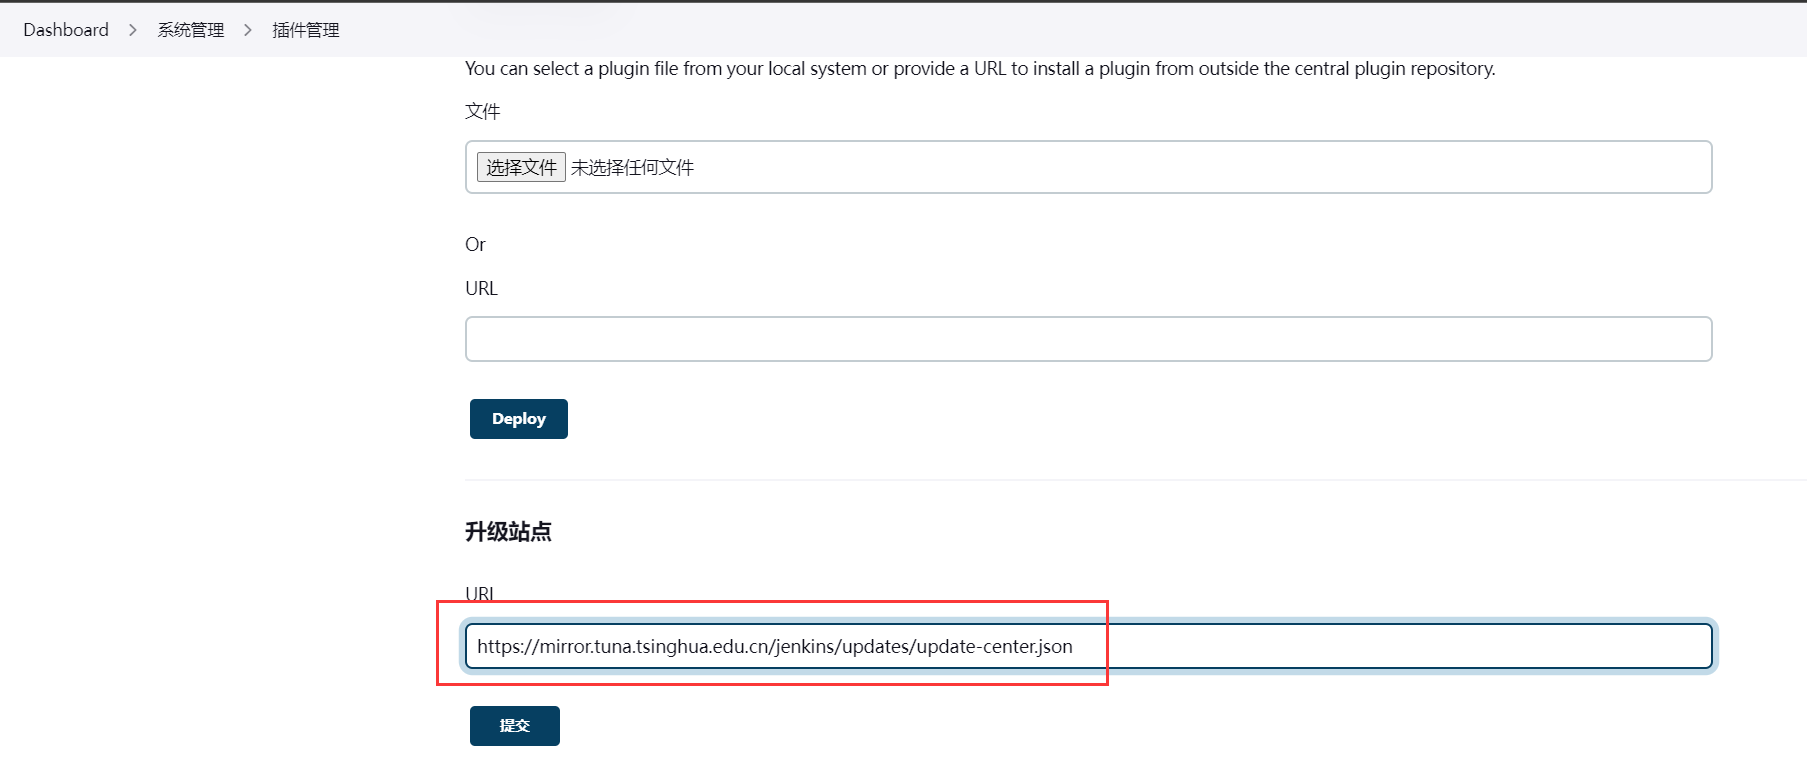 Dashboard > 系统管理 > 插件管理
You can select a plugin file from your local system or provide a URL to install a plugin from outside the central plugin repository.
文件
选择文件 未选择任何文件
Or
URL
Deploy
升级站点
URL
https://mirror.tuna.tsinghua.edu.cn/jenkins/updates/update-center.json
提交